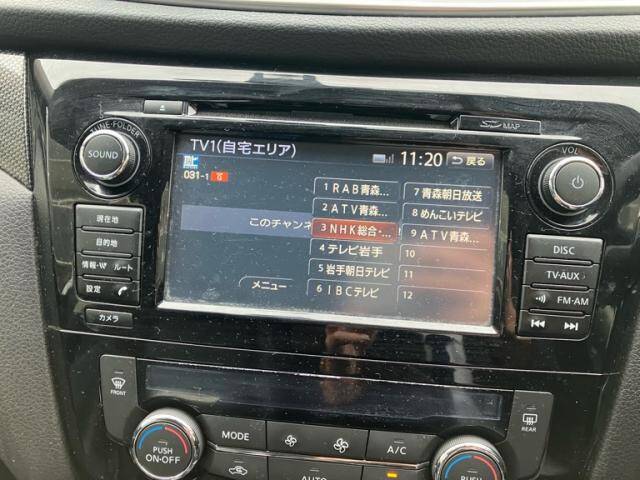 SD MAP
TUNE·FOLDER
SOUND
VOL
TV1(自宅エリア)
11:20
戻る
031-1
1 RAB青森…
2 ATV青森…
3 NHK総合・…
4 テレビ岩手
5 岩手朝日テレビ
6 IBCテレビ
7 青森朝日放送
8 めんこいテレビ
9 ATV青森…
10
11
12
このチャンネ
メニュー
現在地
目的地
情報・W/ ルート
設定
カメラ
DISC
TV·AUX
FM·AM
FRONT
REAR
MODE
A/C
PUSH
ON·OFF
AUTO
PUSH